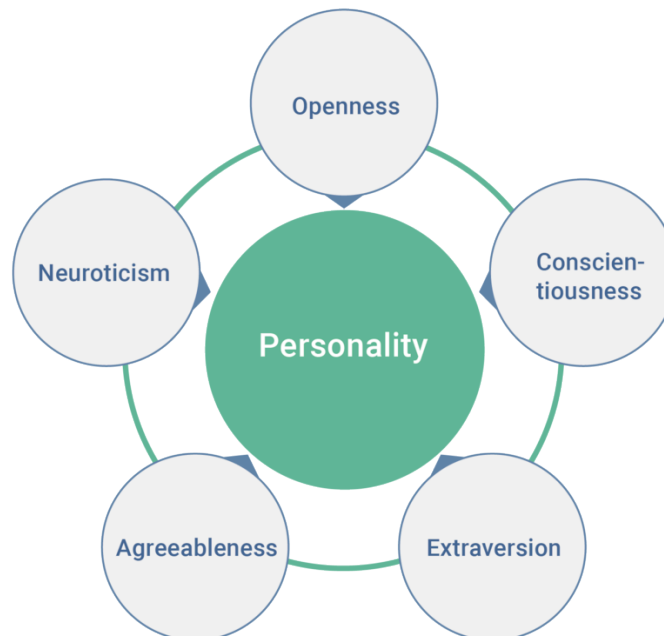 Openness
Conscien-
tiousness
Extraversion
Agreeableness
Neuroticism
Personality